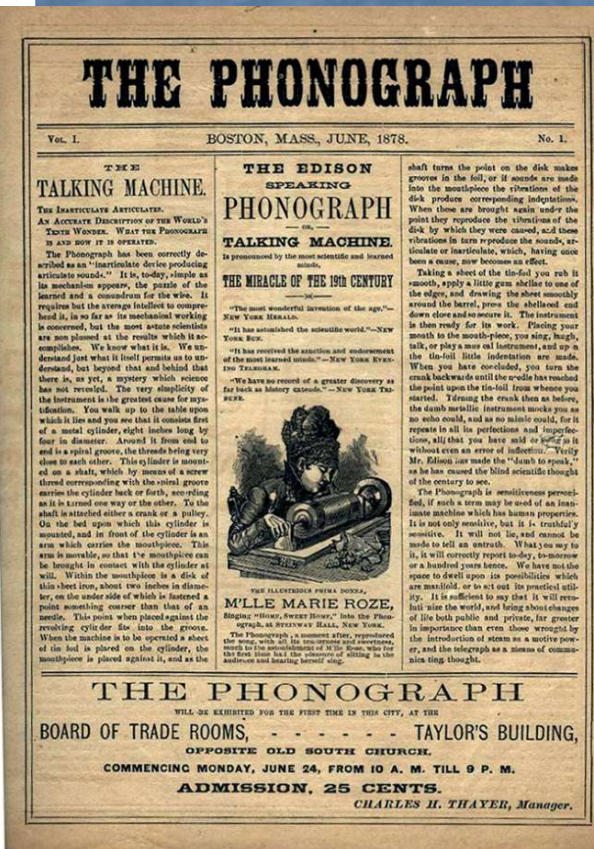 THE PHONOGRAPH
VOL. I.
BOSTON, MASS., JUNE, 1878.
No. 1.
THE
TALKING MACHINE.
THE INARTICULATE ARTICULATES.
AN ACCURATE DESCRIPTION OF THE WORLD'S
TENTH WONDER. WHAT THE PHONOGRAPH
IS AND HOW IT IS OPERATED.
The Phonograph has been correctly de-
scribed as an "inarticulate device producing
articulate sounds." It is, to-day, simple as
its mechanism appears, the puzzle of the
learned and a conundrum for the wise. It
requires but the average intellect to compre-
hend it, in so far as its mechanical working
is concerned, but the most astute scientists
are non plussed at the results which it ac-
complishes. We know what it is. We un-
derstand just what it itself permits us to un-
derstand, but beyond that and behind that
there is, as yet, a mystery which science
has not revealed. The very simplicity of
the instrument is the greatest cause for mys-
tification. You walk up to the table upon
which it lies and you see that it consists first
of a metal cylinder, eight inches long by
four in diameter. Around it from end to
end is a spiral groove, the threads being very
close to each other. This cylinder is mount-
ed on a shaft, which by means of a screw
thread corresponding with the spiral groove
carries the cylinder back or forth, according
as it is turned one way or the other. To the
shaft is attached either a crank or a pulley.
On the bed upon which this cylinder is
mounted, and in front of the cylinder is an
arm which carries the mouthpiece. This
arm is movable, so that the mouthpiece can
be brought in contact with the cylinder at
will. Within the mouthpiece is a disk of
thin sheet iron, about two inches in diame-
ter, on the under side of which is fastened a
point something coarser than that of an
needle. This point when placed against the
revolving cylinder fits into the groove.
When the machine is to be operated a sheet
of tin foil is placed on the cylinder, the
mouthpiece is placed against it, and as the
THE EDISON
SPEAKING
PHONOGRAPH
OR,
TALKING MACHINE.
Is pronounced by the most scientific and learned
minds,
THE MIRACLE OF THE 19th CENTURY
"The most wonderful invention of the age."—
NEW YORK HERALD.
"It has astonished the scientific world."—NEW
YORK SUN.
"It has received the sanction and endorsement
of the most learned minds."—NEW YORK EVEN-
ING TELEGRAM.
"We have no record of a greater discovery as
far back as history extends."—NEW YORK TRI-
BUNE.
THE ILLUSTRIOUS PRIMA DONNA,
M'LLE MARIE ROZE,
Singing "HOME, SWEET HOME," into the Phon-
ograph, at STEINWAY HALL, NEW YORK.
The Phonograph, a moment after, reproduced
the song, with all its tenderness and sweetness,
much to the astonishment of M'lle Rose, who for
the first time had the pleasure of sitting in the
audience and hearing herself sing.
shaft turns the point on the disk makes
grooves in the foil, or if sounds are made
into the mouthpiece the vibrations of the
disk produce corresponding indentations.
When these are brought again under the
point they reproduce the vibrations of the
disk by which they were caused, and these
vibrations in turn reproduce the sounds, ar-
ticulate or inarticulate, which, having once
been a cause, now becomes an effect.
Taking a sheet of the tin-foil you rub it
smooth, apply a little gum shellac to one of
the edges, and drawing the sheet smoothly
around the barrel, press the shellaced end
down close and so secure it. The instrument
is then ready for its work. Placing your
mouth to the mouth-piece, you sing, laugh,
talk, or play a musical instrument, and up n
the tin-foil little indentation are made.
When you have concluded, you turn the
crank backwards until the needle has reached
the point upon the tin-foil from whence you
started. Turning the crank then as before,
the dumb metallic instrument mocks you as
no echo could, and as no mimic could, for it
repeats in all its perfections and imperfec-
tions, all that you have said or to it
without even an error of inflection. Verily
Mr. Edison has made the "dumb to speak,"
as he has caused the blind scientific thought
of the century to see.
The Phonograph is sensitiveness personi-
fied, if such a term may be used of an inan-
imate machine which has human properties.
It is not only sensitive, but it is truthfully
sensitive. It will not lie, and cannot be
made to tell an untruth. What you say to
it, it will correctly report to-day, to-morrow
or a hundred years hence. We have not the
space to dwell upon its possibilities which
are manifold, or to set out its practical util-
ity. It is sufficient to say that it will revo-
lutionize the world, and bring about changes
of life both public and private, far greater
in importance than even those wrought by
the introduction of steam as a motive pow-
er, and the telegraph as a means of commu-
nicating thought.
THE PHONOGRAPH
WILL BE EXHIBITED FOR THE FIRST TIME IN THIS CITY, AT THE
BOARD OF TRADE ROOMS, - - - - - - TAYLOR'S BUILDING,
OPPOSITE OLD SOUTH CHURCH,
COMMENCING MONDAY, JUNE 24, FROM 10 A. M. TILL 9 P. M.
ADMISSION, 25 CENTS.
CHARLES H. THAYER, Manager.